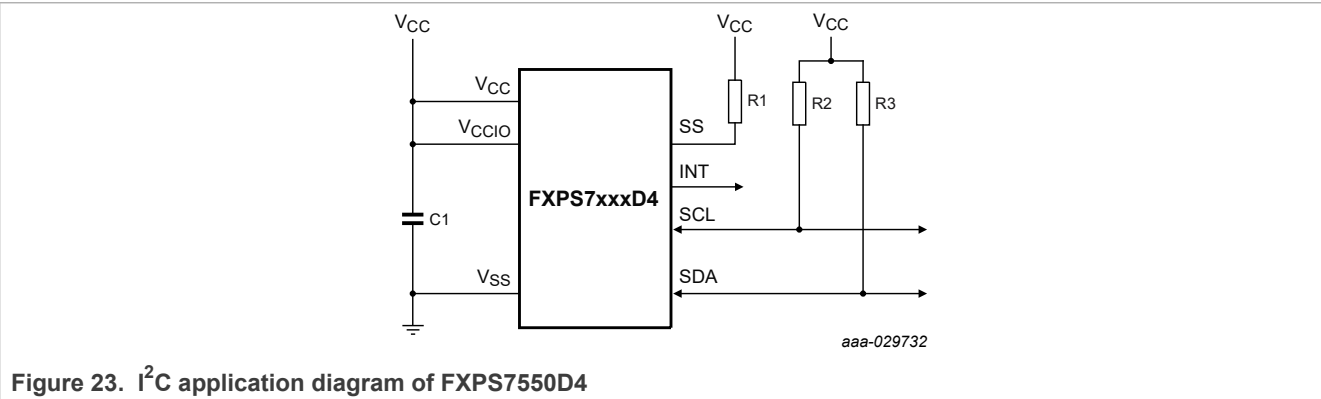 VCC
VCC
VCC
VCC
VCCIO
C1
VSS
FXPS7xxxD4
SS
INT
SCL
SDA
R1
R2
R3
aaa-029732
Figure 23. I2C application diagram of FXPS7550D4